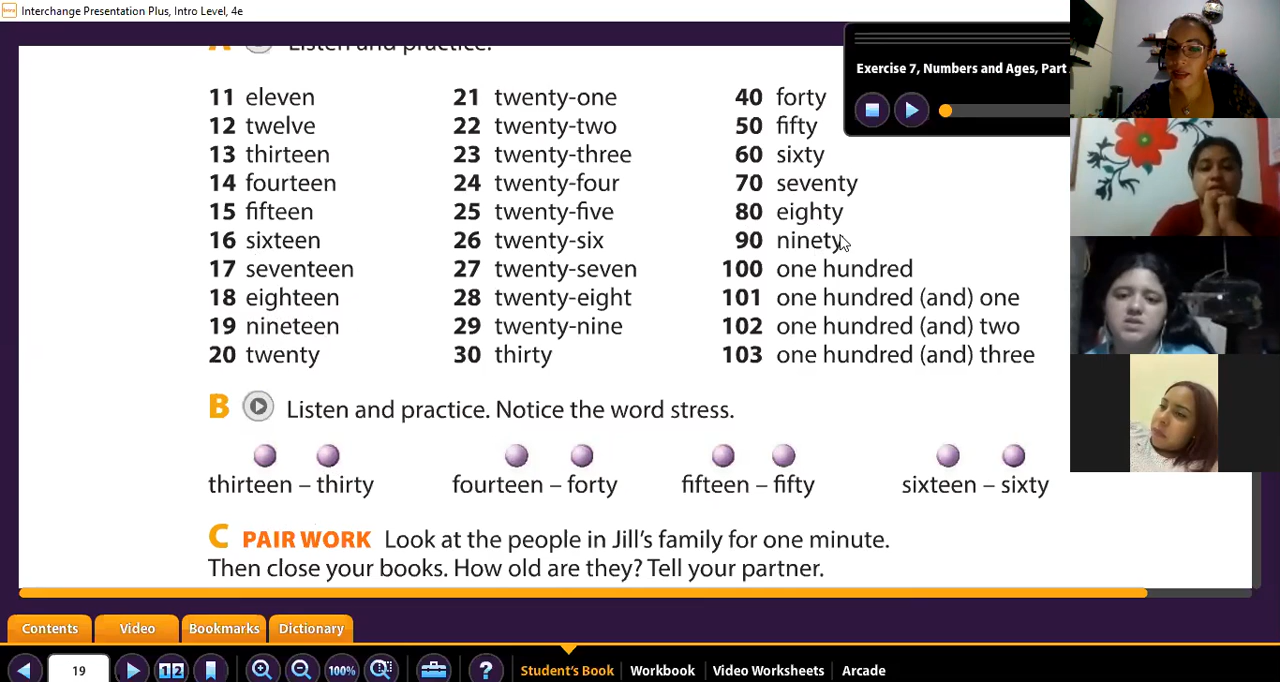 Interchange Presentation Plus, Intro Level, 4e
Listen and practice.
Exercise 7, Numbers and Ages, Part
11 eleven 21 twenty-one 40 forty
12 twelve 22 twenty-two 50 fifty
13 thirteen 23 twenty-three 60 sixty
14 fourteen 24 twenty-four 70 seventy
15 fifteen 25 twenty-five 80 eighty
16 sixteen 26 twenty-six 90 ninety
17 seventeen 27 twenty-seven 100 one hundred
18 eighteen 28 twenty-eight 101 one hundred (and) one
19 nineteen 29 twenty-nine 102 one hundred (and) two
20 twenty 30 thirty 103 one hundred (and) three
B Listen and practice. Notice the word stress.
thirteen – thirty fourteen – forty fifteen – fifty sixteen – sixty
C PAIR WORK Look at the people in Jill's family for one minute.
Then close your books. How old are they? Tell your partner.
Contents Video Bookmarks Dictionary
19 1 2 100% ? Student's Book Workbook Video Worksheets Arcade